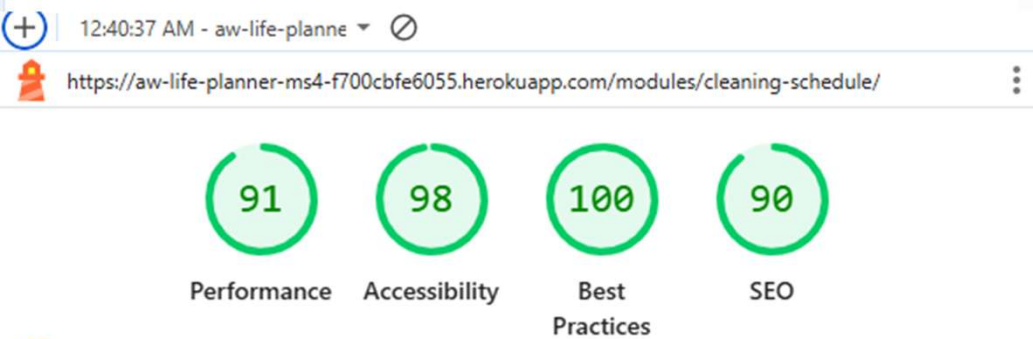 12:40:37 AM - aw-life-planne
https://aw-life-planner-ms4-f700cbfe6055.herokuapp.com/modules/cleaning-schedule/
91 98 100 90
Performance Accessibility Best SEO
Practices